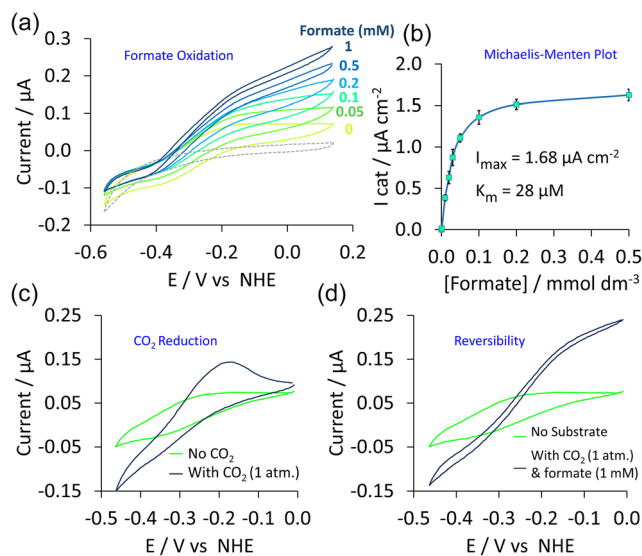 (a)
Formate Oxidation
Formate (mM)
1
0.5
0.2
0.1
0.05
0
0.3
0.2
0.1
0.0
-0.1
-0.2
Current / µA
-0.6
-0.4
-0.2
0.0
0.2
E / V vs NHE
(b)
Michaelis-Menten Plot
2.0
1.5
1.0
0.5
0.0
I cat / µA cm⁻²
Iₘₐₓ = 1.68 µA cm⁻²
Kₘ = 28 µM
0.0
0.1
0.2
0.3
0.4
0.5
[Formate] / mmol dm⁻³
(c)
CO₂ Reduction
0.25
0.15
0.05
-0.05
-0.15
Current / µA
No CO₂
With CO₂ (1 atm.)
-0.5
-0.4
-0.3
-0.2
-0.1
0.0
E / V vs NHE
(d)
Reversibility
0.25
0.15
0.05
-0.05
-0.15
Current / µA
No Substrate
With CO₂ (1 atm.)
& formate (1 mM)
-0.5
-0.4
-0.3
-0.2
-0.1
0.0
E / V vs NHE